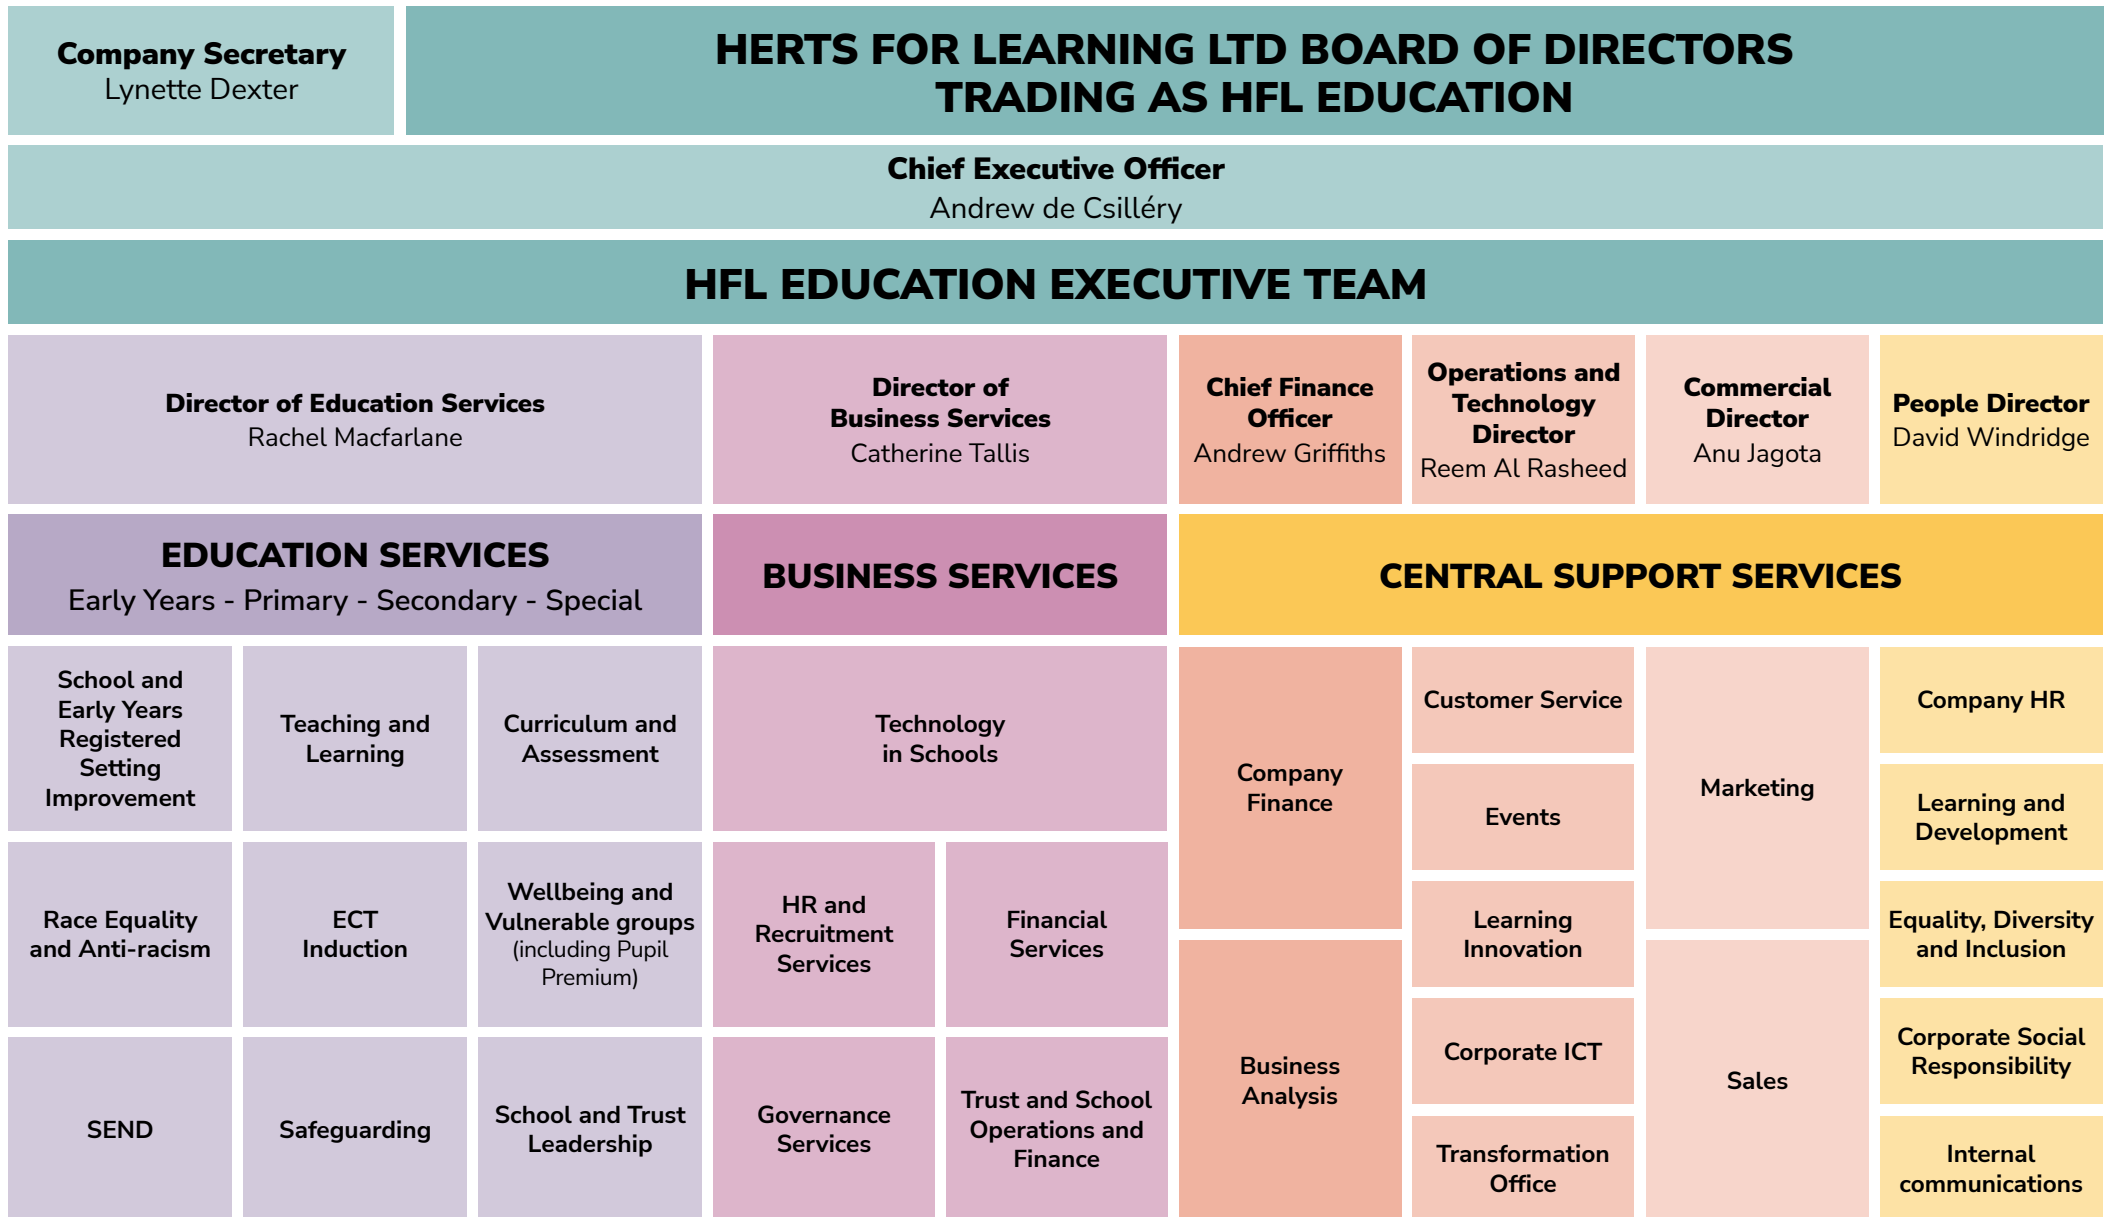 Company Secretary
Lynette Dexter
HERTS FOR LEARNING LTD BOARD OF DIRECTORS
TRADING AS HFL EDUCATION
Chief Executive Officer
Andrew de Csilléry
HFL EDUCATION EXECUTIVE TEAM
Director of Education Services
Rachel Macfarlane
Director of
Business Services
Catherine Tallis
Chief Finance
Officer
Andrew Griffiths
Operations and
Technology
Director
Reem Al Rasheed
Commercial
Director
Anu Jagota
People Director
David Windridge
EDUCATION SERVICES
Early Years - Primary - Secondary - Special
BUSINESS SERVICES
CENTRAL SUPPORT SERVICES
School and
Early Years
Registered
Setting
Improvement
Teaching and
Learning
Curriculum and
Assessment
Race Equality
and Anti-racism
ECT
Induction
Wellbeing and
Vulnerable groups
(including Pupil
Premium)
SEND
Safeguarding
School and Trust
Leadership
Technology
in Schools
HR and
Recruitment
Services
Financial
Services
Governance
Services
Trust and School
Operations and
Finance
Company
Finance
Business
Analysis
Customer Service
Events
Learning
Innovation
Corporate ICT
Transformation
Office
Marketing
Sales
Company HR
Learning and
Development
Equality, Diversity
and Inclusion
Corporate Social
Responsibility
Internal
communications